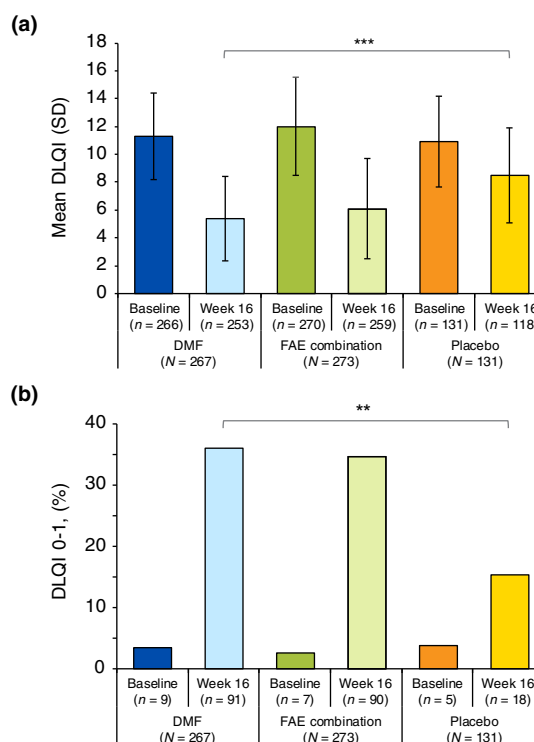 (a)
***
Mean DLQI (SD)
18
16
14
12
10
8
6
4
2
0
Baseline Week 16 Baseline Week 16 Baseline Week 16
(n = 266) (n = 253) (n = 270) (n = 259) (n = 131) (n = 118)
DMF FAE combination Placebo
(N = 267) (N = 273) (N = 131)
(b)
**
DLQI 0-1, (%)
40
30
20
10
0
Baseline Week 16 Baseline Week 16 Baseline Week 16
(n = 9) (n = 91) (n = 7) (n = 90) (n = 5) (n = 18)
DMF FAE combination Placebo
(N = 267) (N = 273) (N = 131)